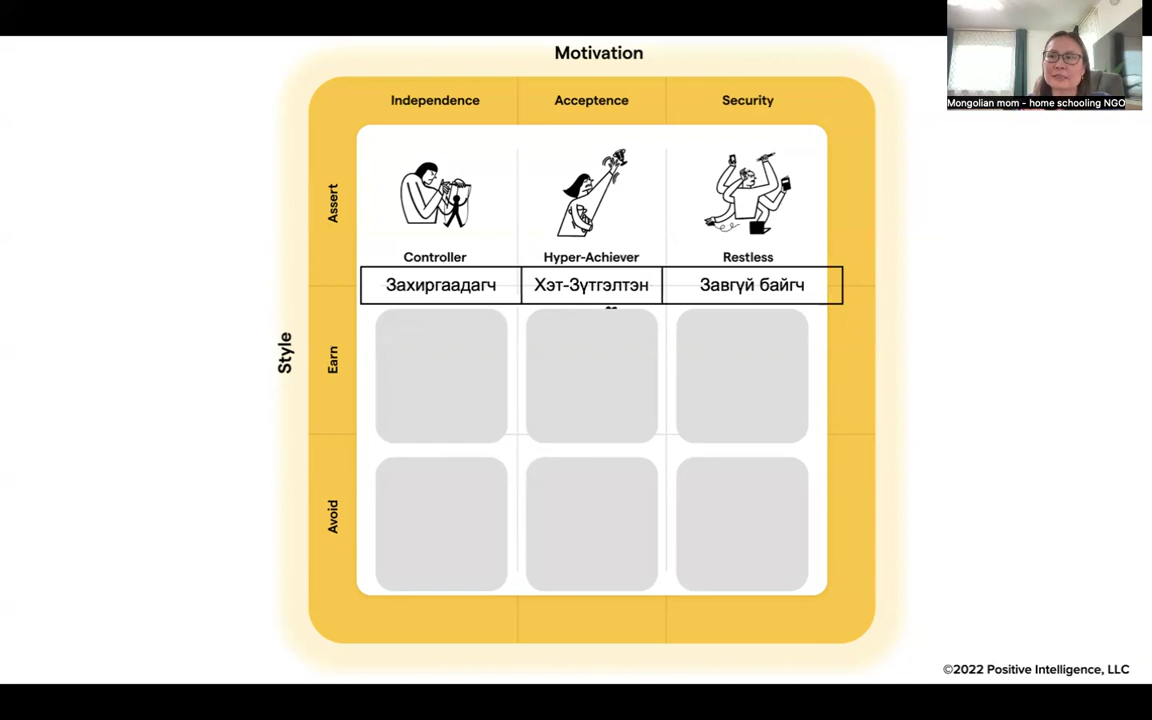 Motivation
Independence Acceptence Security
Mongolian mom - home schooling NGO
Assert
Controller Hyper-Achiever Restless
Захиргаадагч Хэт-Зүтгэлтэн Завгүй байгч
Style
Earn
Avoid
©2022 Positive Intelligence, LLC